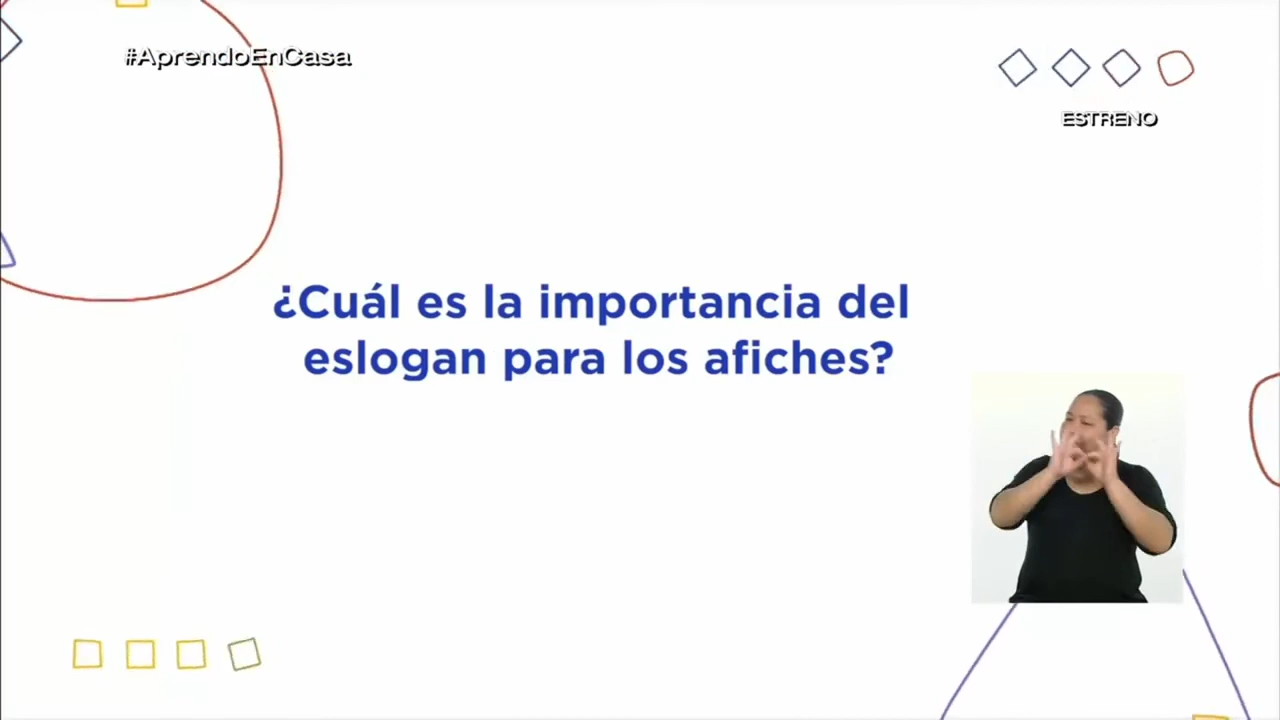 #AprendoEnCasa
ESTRENO
¿Cuál es la importancia del
eslogan para los afiches?